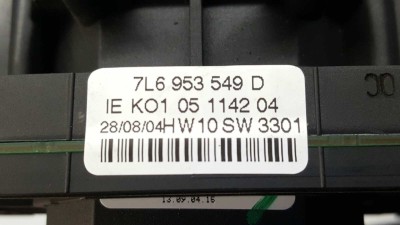 7L6 953 549 D
IE KO1 05 1142 04
28/08/04HW10 SW 3301
13.09.04.16